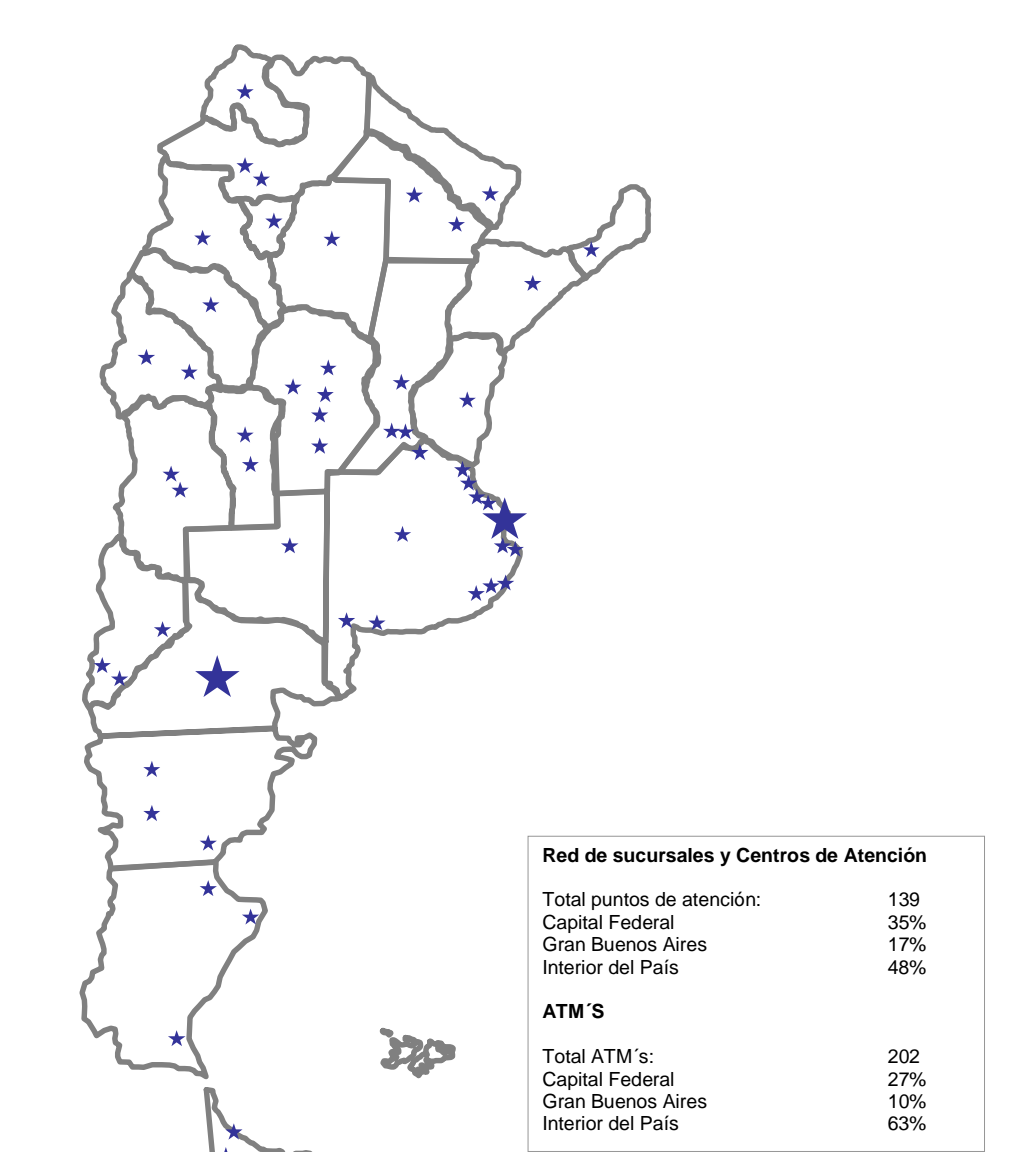 Red de sucursales y Centros de Atención
Total puntos de atención: 139
Capital Federal 35%
Gran Buenos Aires 17%
Interior del País 48%
ATM´S
Total ATM´s: 202
Capital Federal 27%
Gran Buenos Aires 10%
Interior del País 63%